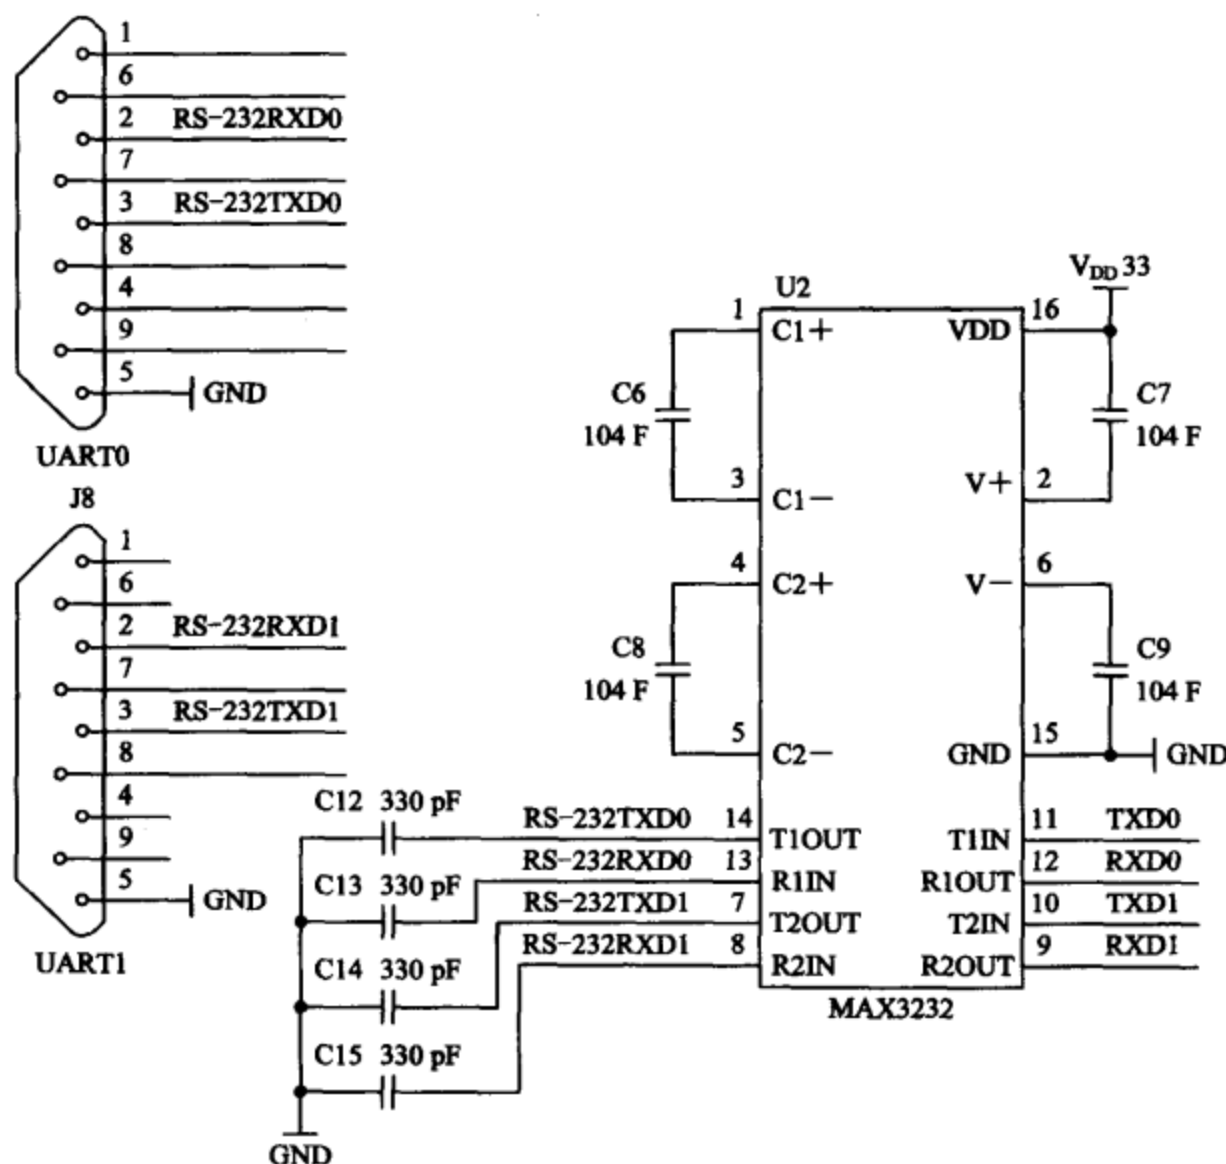 1
6
2 RS-232RXD0
7
3 RS-232TXD0
8
4
9
5 GND
UART0
J8
1
6
2 RS-232RXD1
7
3 RS-232TXD1
8
4
9
5 GND
UART1
U2
VDD 33
1 C1+ VDD 16
C6 104 F
C7 104 F
3 C1- V+ 2
4 C2+ V- 6
C8 104 F
C9 104 F
5 C2- GND 15 GND
C12 330 pF RS-232TXD0 14 T1OUT T1IN 11 TXD0
C13 330 pF RS-232RXD0 13 R1IN R1OUT 12 RXD0
RS-232TXD1 7 T2OUT T2IN 10 TXD1
C14 330 pF RS-232RXD1 8 R2IN R2OUT 9 RXD1
MAX3232
C15 330 pF
GND